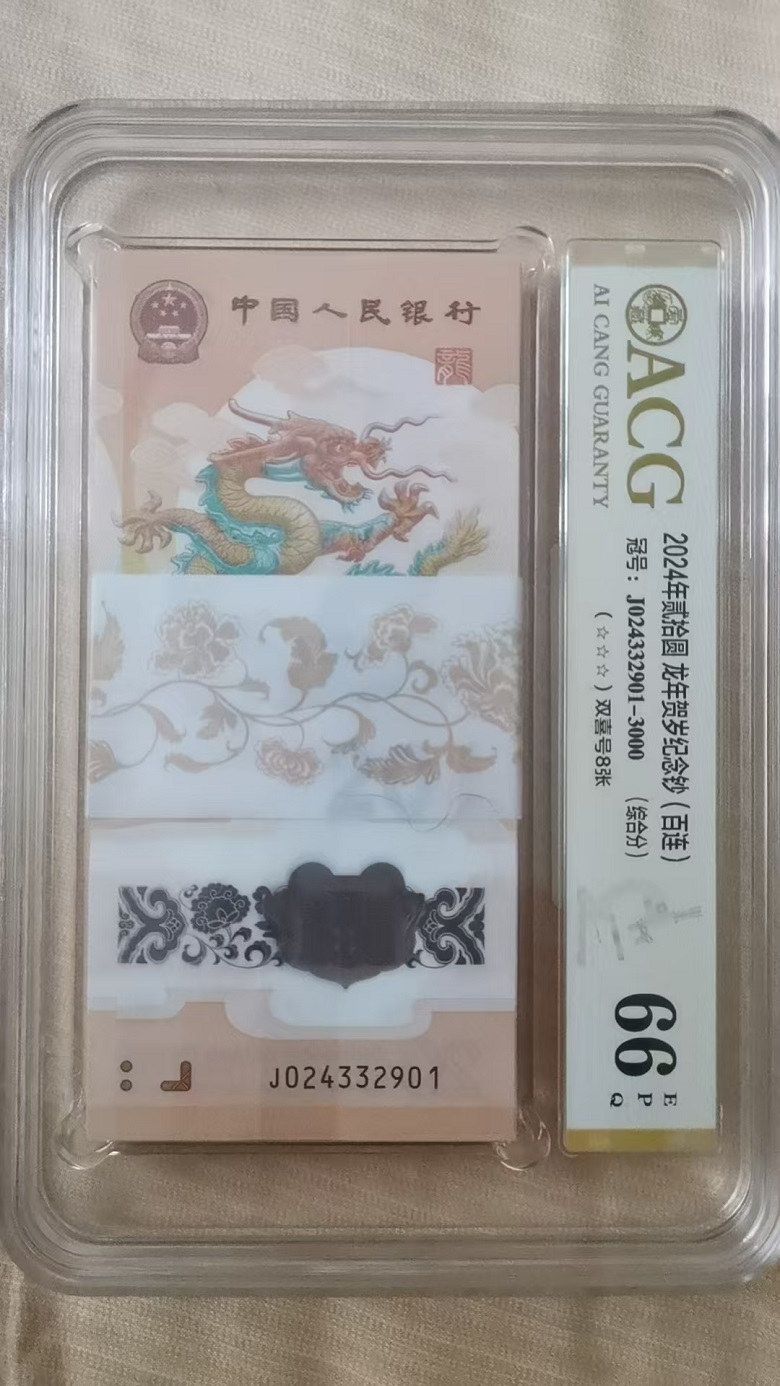 中国人民银行
龍
J024332901
ACG
AI CANG GUARANTY
2024年贰拾圆 龙年贺岁纪念钞（百连）
冠号：J024332901-3000 （综合分）
（☆☆☆）双喜号8张
66
E
P
Q